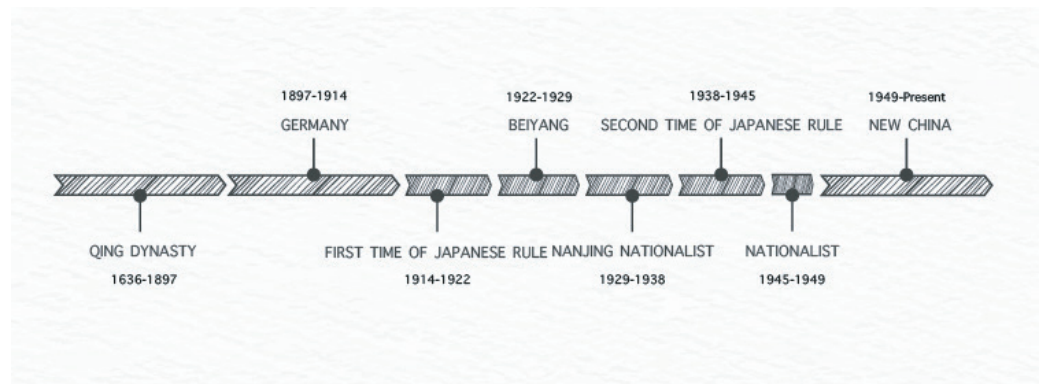 1897-1914
GERMANY
1922-1929
BEIYANG
1938-1945
SECOND TIME OF JAPANESE RULE
1949-Present
NEW CHINA
QING DYNASTY
1636-1897
FIRST TIME OF JAPANESE RULE
1914-1922
NANJING NATIONALIST
1929-1938
NATIONALIST
1945-1949